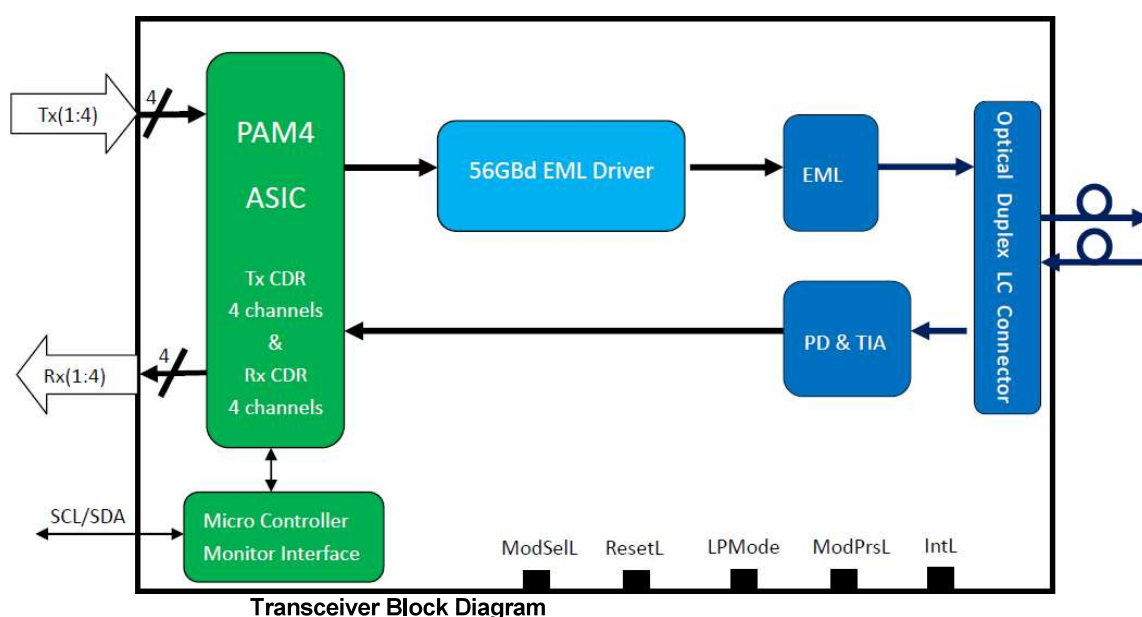 Tx(1:4)
4
PAM4
ASIC
Tx CDR
4 channels
&
Rx CDR
4 channels
56GBd EML Driver
EML
Optical Duplex LC Connector
PD & TIA
4
Rx(1:4)
SCL/SDA
Micro Controller
Monitor Interface
ModSelL
ResetL
LPMode
ModPrsL
IntL
Transceiver Block Diagram